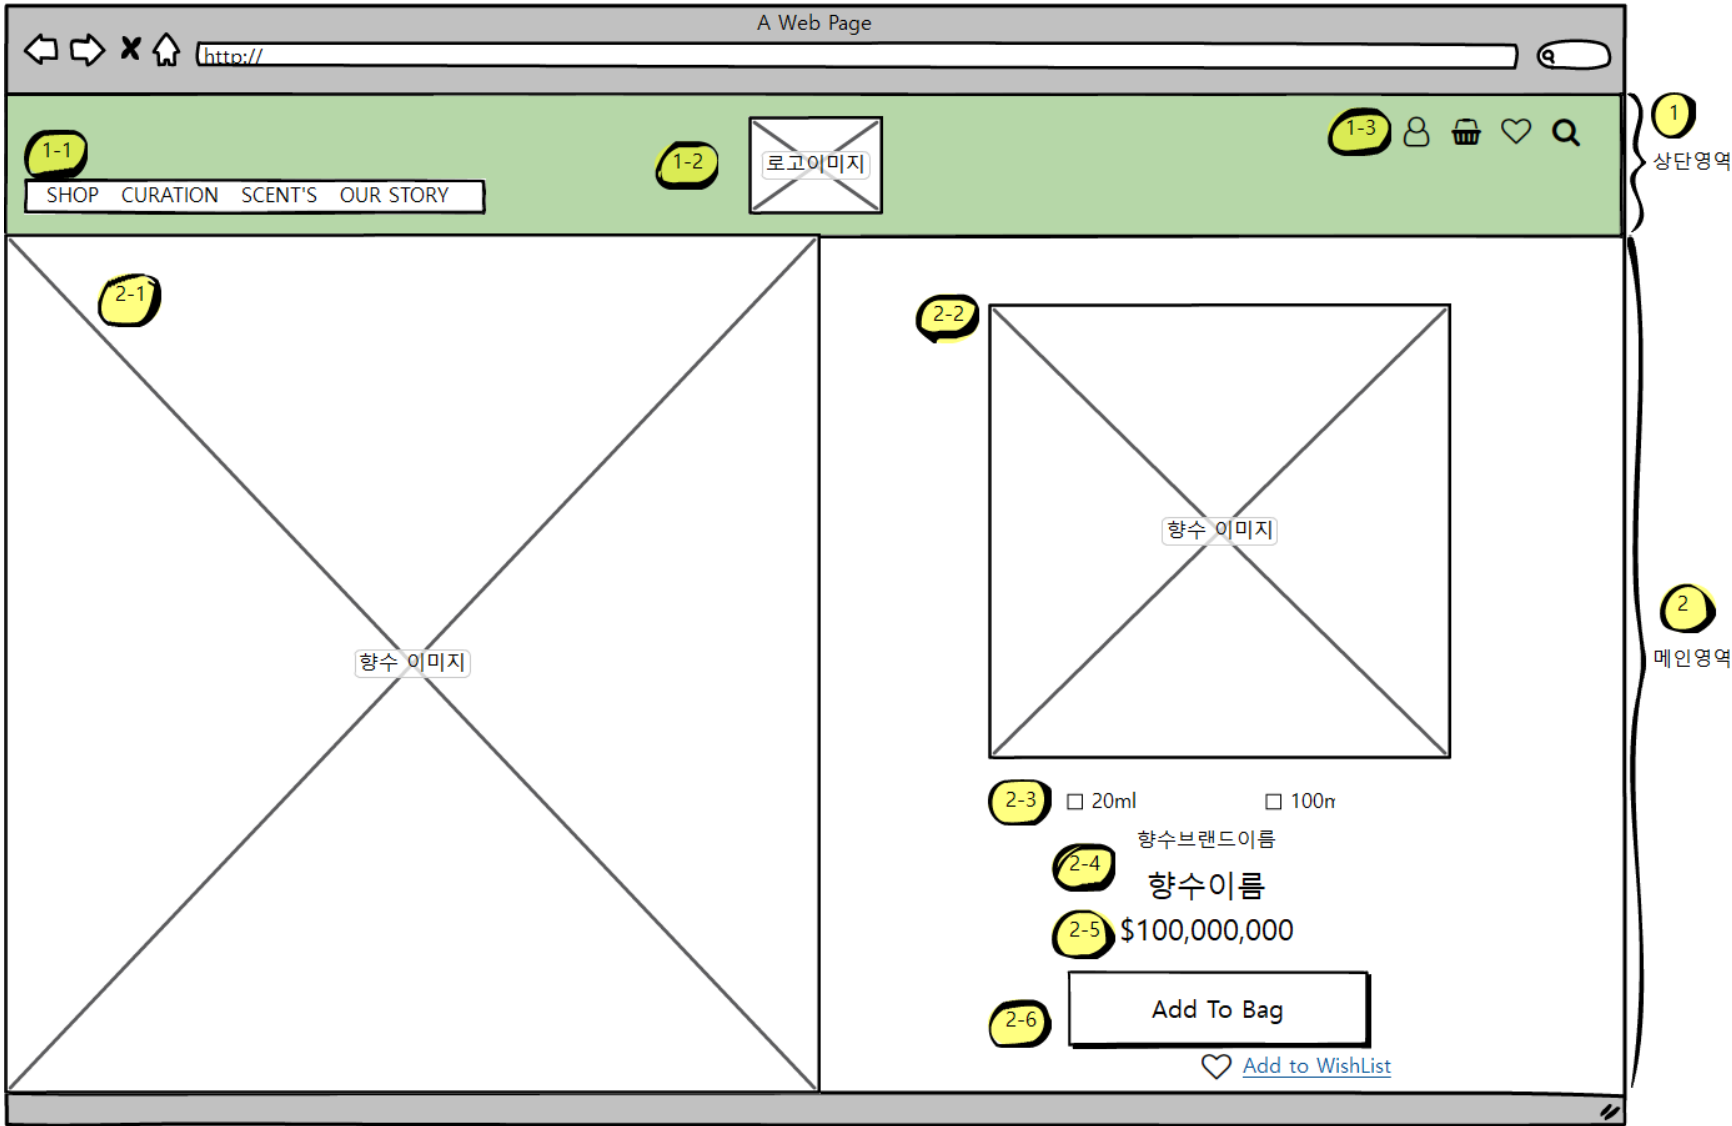 A Web Page
http://
1
상단영역
1-1
1-2
로고이미지
1-3
SHOP CURATION SCENT'S OUR STORY
2-1
향수 이미지
2-2
향수 이미지
2
메인영역
2-3
20ml 100m
향수브랜드이름
2-4
향수이름
2-5
$100,000,000
2-6
Add To Bag
Add to WishList